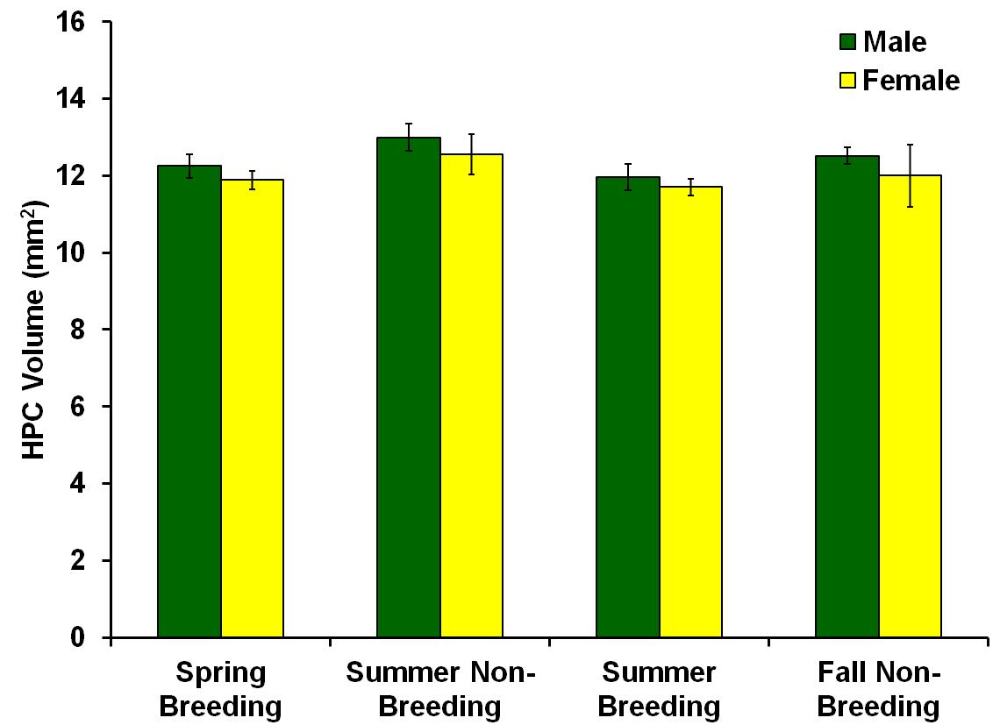 16
14
12
10
8
6
4
2
0
HPC Volume (mm²)
Male
Female
Spring
Breeding
Summer Non-
Breeding
Summer
Breeding
Fall Non-
Breeding